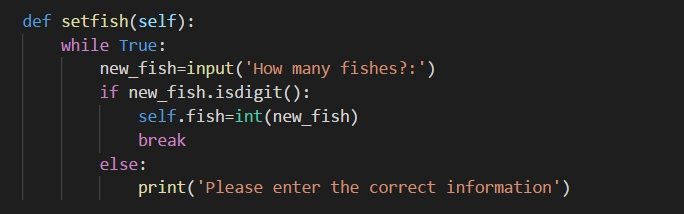 def setfish(self):
    while True:
        new_fish=input('How many fishes?:')
        if new_fish.isdigit():
            self.fish=int(new_fish)
            break
        else:
            print('Please enter the correct information')